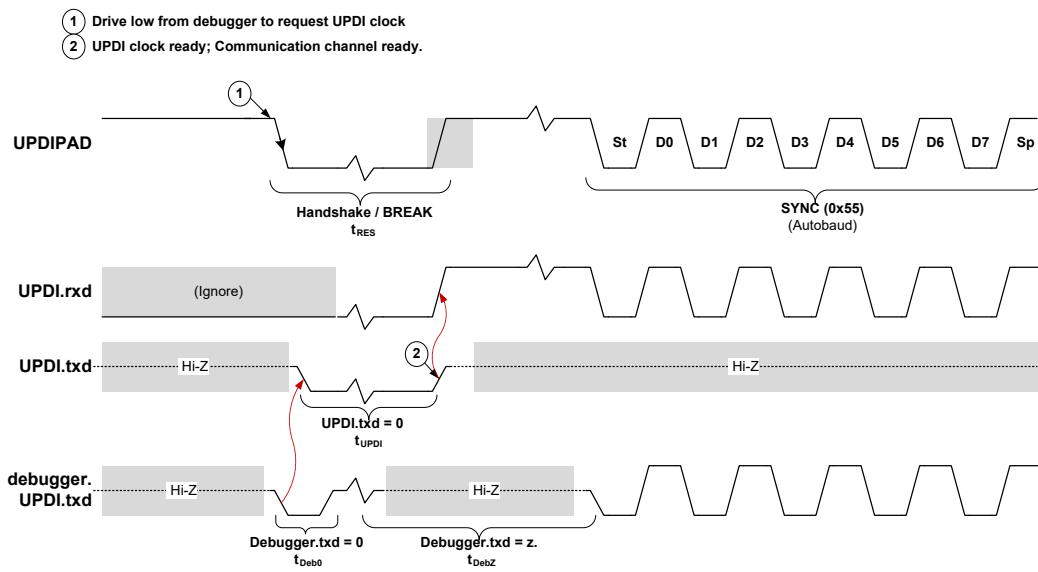 1 Drive low from debugger to request UPDI clock
2 UPDI clock ready; Communication channel ready.
1
UPDIPAD
St D0 D1 D2 D3 D4 D5 D6 D7 Sp
Handshake / BREAK
tRES
SYNC (0x55)
(Autobaud)
UPDI.rxd
(Ignore)
UPDI.txd
Hi-Z
2
Hi-Z
UPDI.txd = 0
tUPDI
debugger.
UPDI.txd
Hi-Z
Hi-Z
Debugger.txd = 0
tDeb0
Debugger.txd = z.
tDebZ